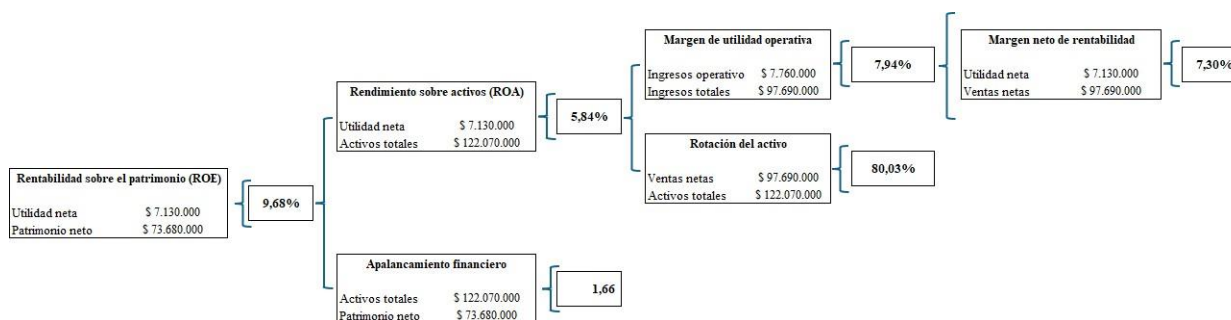 Rentabilidad sobre el patrimonio (ROE)
Utilidad neta $ 7.130.000
Patrimonio neto $ 73.680.000
9,68%
Rendimiento sobre activos (ROA)
Utilidad neta $ 7.130.000
Activos totales $ 122.070.000
5,84%
Margen de utilidad operativa
Ingresos operativo $ 7.760.000
Ingresos totales $ 97.690.000
7,94%
Margen neto de rentabilidad
Utilidad neta $ 7.130.000
Ventas netas $ 97.690.000
7,30%
Rotación del activo
Ventas netas $ 97.690.000
Activos totales $ 122.070.000
80,03%
Apalancamiento financiero
Activos totales $ 122.070.000
Patrimonio neto $ 73.680.000
1,66